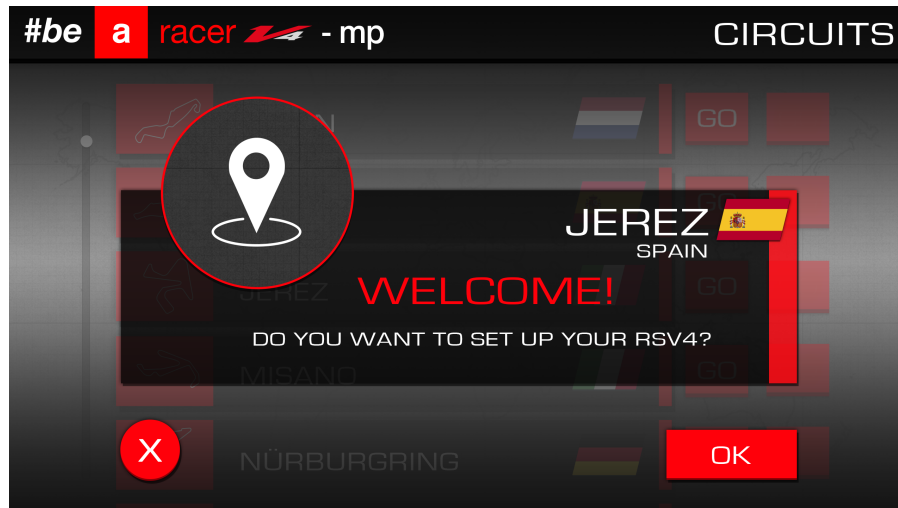 #be a racer V4 - mp
CIRCUITS
N
GO
JEREZ
SPAIN
JEREZ
WELCOME!
GO
DO YOU WANT TO SET UP YOUR RSV4?
MISANO
GO
X
NÜRBURGRING
OK